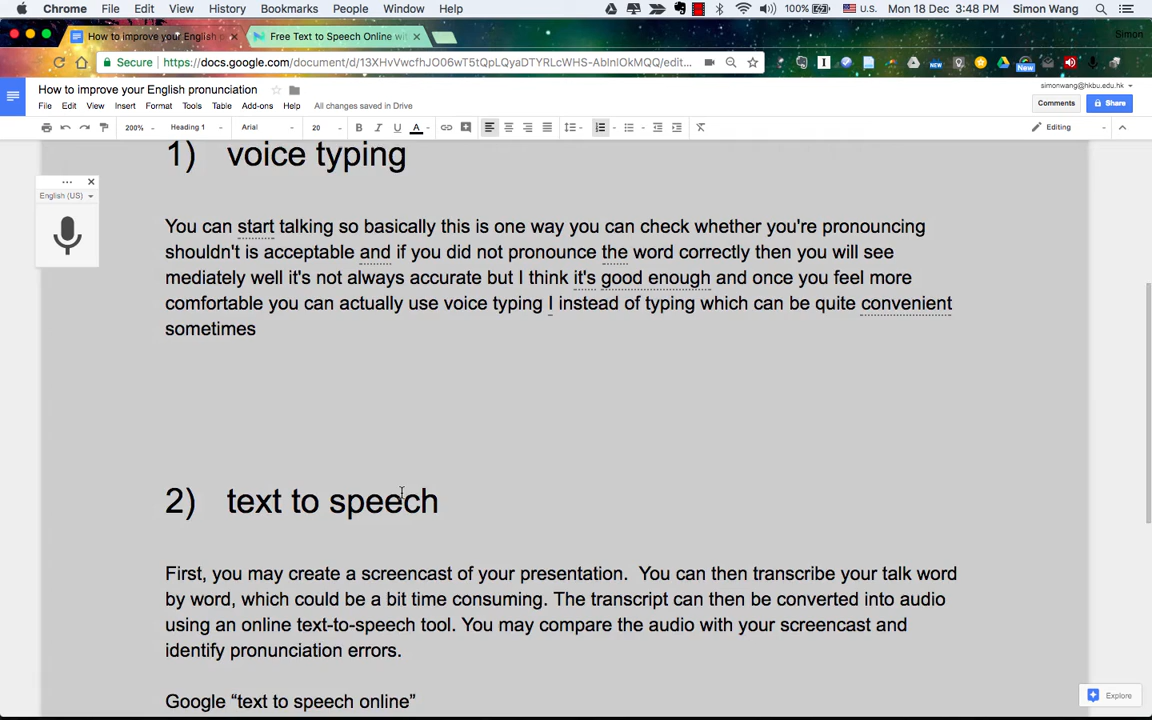 Chrome File Edit View History Bookmarks People Window Help 100% U.S. Mon 18 Dec 3:48 PM Simon Wang
How to improve your English Free Text to Speech Online wit Simon
Secure https://docs.google.com/document/d/13XHvVwcfhJO06wT5tQpLQyaDTYRLcWHS-AblnlOkMQQ/edit...
How to improve your English pronunciation simonwang@hkbu.edu.hk
File Edit View Insert Format Tools Table Add-ons Help All changes saved in Drive Comments Share
200% Heading 1 Arial 20 B I U A Editing
1) voice typing
English (US)
You can start talking so basically this is one way you can check whether you're pronouncing
shouldn't is acceptable and if you did not pronounce the word correctly then you will see
mediately well it's not always accurate but I think it's good enough and once you feel more
comfortable you can actually use voice typing I instead of typing which can be quite convenient
sometimes
2) text to speech
First, you may create a screencast of your presentation. You can then transcribe your talk word
by word, which could be a bit time consuming. The transcript can then be converted into audio
using an online text-to-speech tool. You may compare the audio with your screencast and
identify pronunciation errors.
Google “text to speech online”
Explore